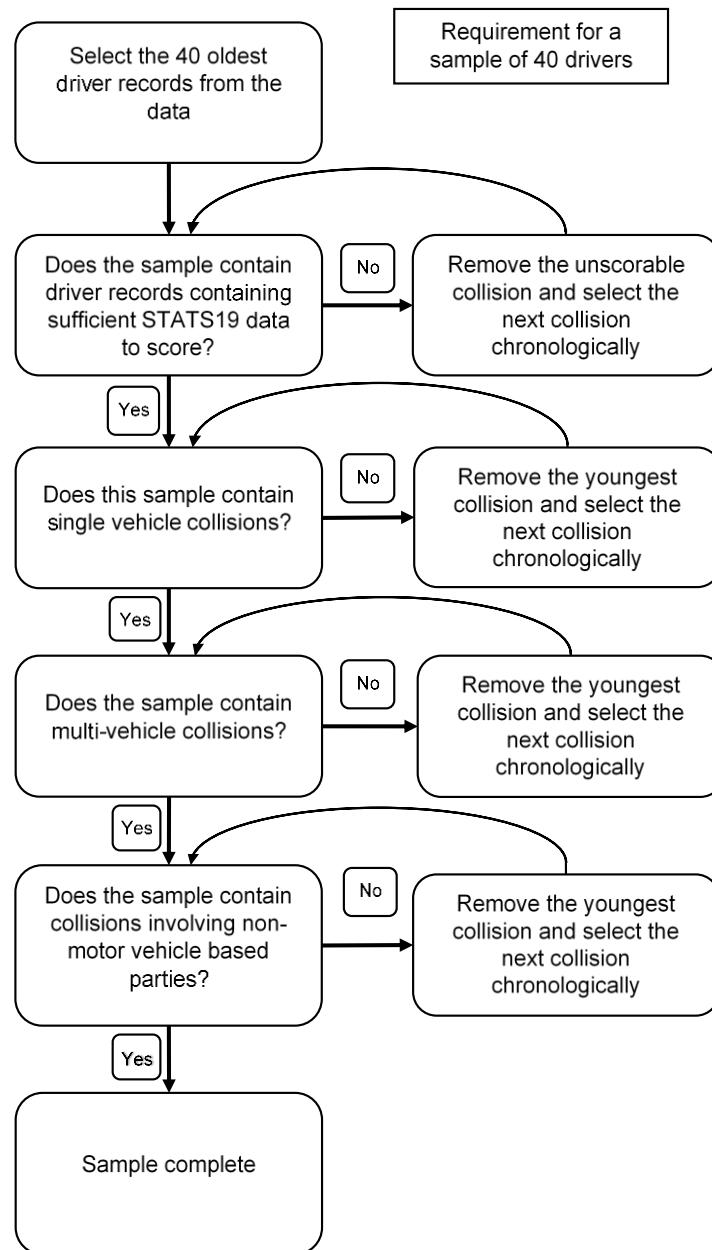 Select the 40 oldest
driver records from the
data
Requirement for a
sample of 40 drivers
Does the sample contain
driver records containing
sufficient STATS19 data
to score?
No
Remove the unscorable
collision and select the
next collision
chronologically
Yes
Does this sample contain
single vehicle collisions?
No
Remove the youngest
collision and select the
next collision
chronologically
Yes
Does the sample contain
multi-vehicle collisions?
No
Remove the youngest
collision and select the
next collision
chronologically
Yes
Does the sample contain
collisions involving non-
motor vehicle based
parties?
No
Remove the youngest
collision and select the
next collision
chronologically
Yes
Sample complete